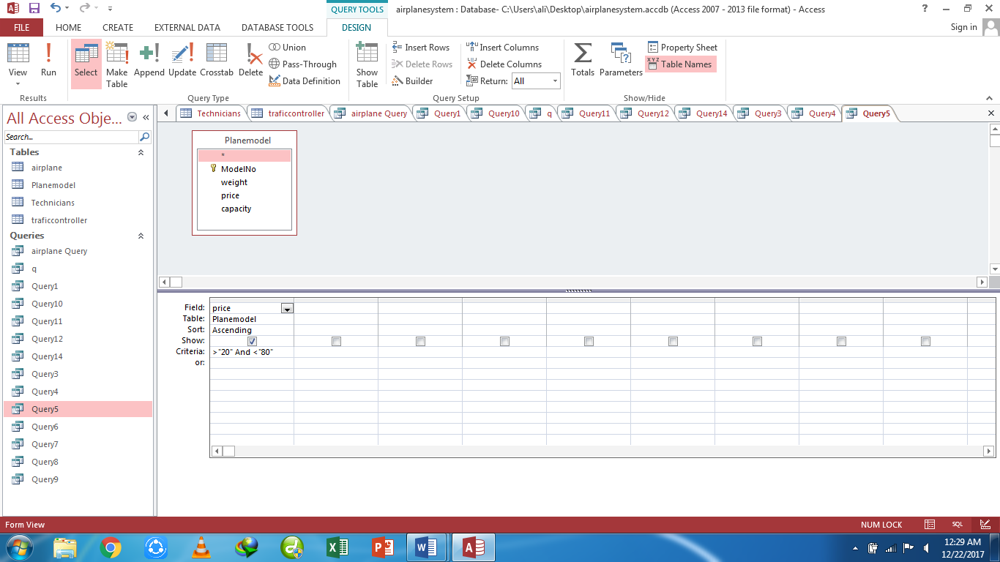 QUERY TOOLS
airplanesystem : Database- C:\Users\ali\Desktop\airplanesystem.accdb (Access 2007 - 2013 file format) - Access
?
FILE HOME CREATE EXTERNAL DATA DATABASE TOOLS DESIGN Sign in
View
Run
Select
Make Table
Append
Update
Crosstab
Delete
Union
Pass-Through
Data Definition
Show Table
Insert Rows
Delete Rows
Builder
Insert Columns
Delete Columns
Return: All
Totals
Parameters
Property Sheet
XYZ Table Names
Results
Query Type
Query Setup
Show/Hide
All Access Obje...
Search...
Tables
airplane
Planemodel
Technicians
traficcontroller
Queries
airplane Query
q
Query1
Query10
Query11
Query12
Query14
Query3
Query4
Query5
Query6
Query7
Query8
Query9
Technicians traficcontroller airplane Query Query1 Query10 q Query11 Query12 Query14 Query3 Query4 Query5
Planemodel
*
ModelNo
weight
price
capacity
Field: price
Table: Planemodel
Sort: Ascending
Show:
Criteria: >"20" And <"80"
or:
Form View
NUM LOCK
SQL
12:29 AM
12/22/2017